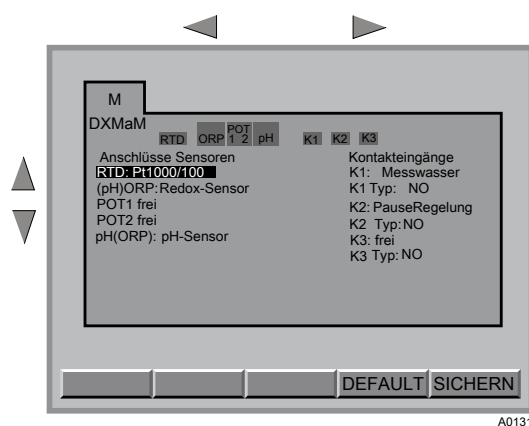 M
DXMaM
RTD ORP POT 1 2 pH K1 K2 K3
Anschlüsse Sensoren
RTD: Pt1000/100
(pH)ORP:Redox-Sensor
POT1 frei
POT2 frei
pH(ORP): pH-Sensor
Kontakteingänge
K1: Messwasser
K1 Typ: NO
K2: PauseRegelung
K2 Typ: NO
K3: frei
K3 Typ: NO
DEFAULT SICHERN
A0131